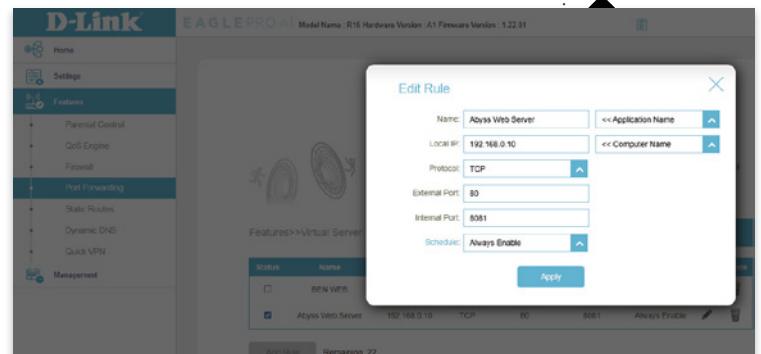 D-Link
EAGLE PRO AI Model Name : R15 Hardware Version : A1 Firmware Version : 1.22.01
Home
Settings
Features
Parental Control
QoS Engine
Firewall
Port Forwarding
Static Routes
Dynamic DNS
Quick VPN
Management
Edit Rule
Name: Abyss Web Server << Application Name
Local IP: 192.168.0.10 << Computer Name
Protocol: TCP
External Port: 80
Internal Port: 8081
Schedule: Always Enable
Apply
Features>>Virtual Server
Status Name
BEN WEB
Abyss Web Server 192.168.0.10 TCP 80 8081 Always Enable
Add Rule Remaining 22